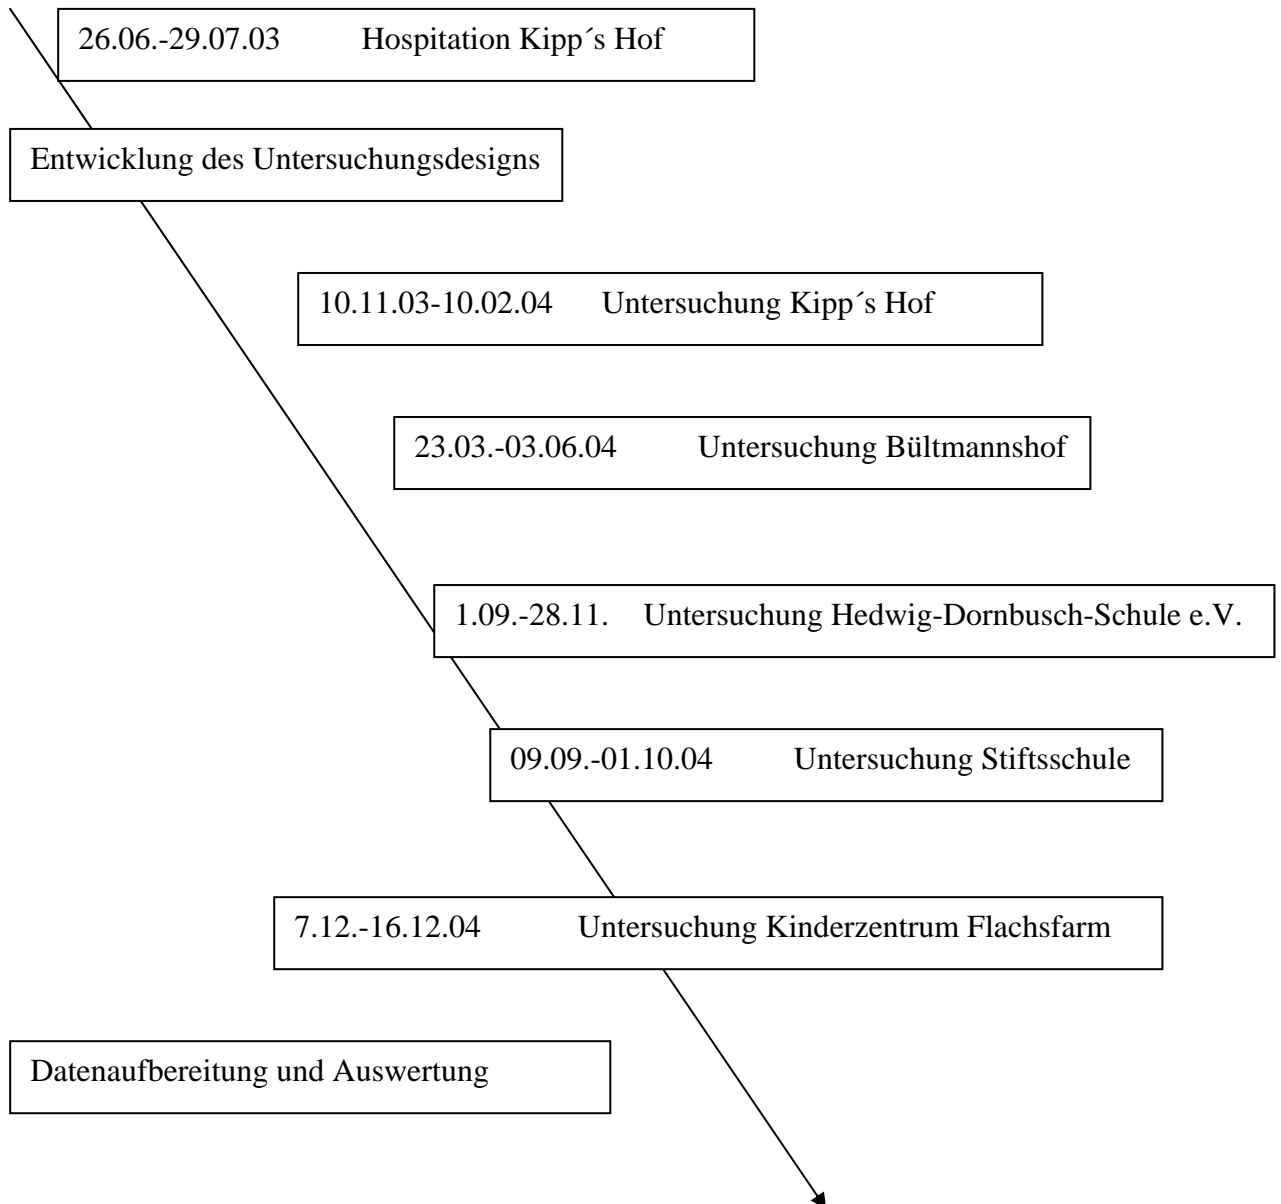 26.06.-29.07.03 Hospitation Kipp´s Hof
Entwicklung des Untersuchungsdesigns
10.11.03-10.02.04 Untersuchung Kipp´s Hof
23.03.-03.06.04 Untersuchung Bültmannshof
1.09.-28.11. Untersuchung Hedwig-Dornbusch-Schule e.V.
09.09.-01.10.04 Untersuchung Stiftsschule
7.12.-16.12.04 Untersuchung Kinderzentrum Flachsfarm
Datenaufbereitung und Auswertung